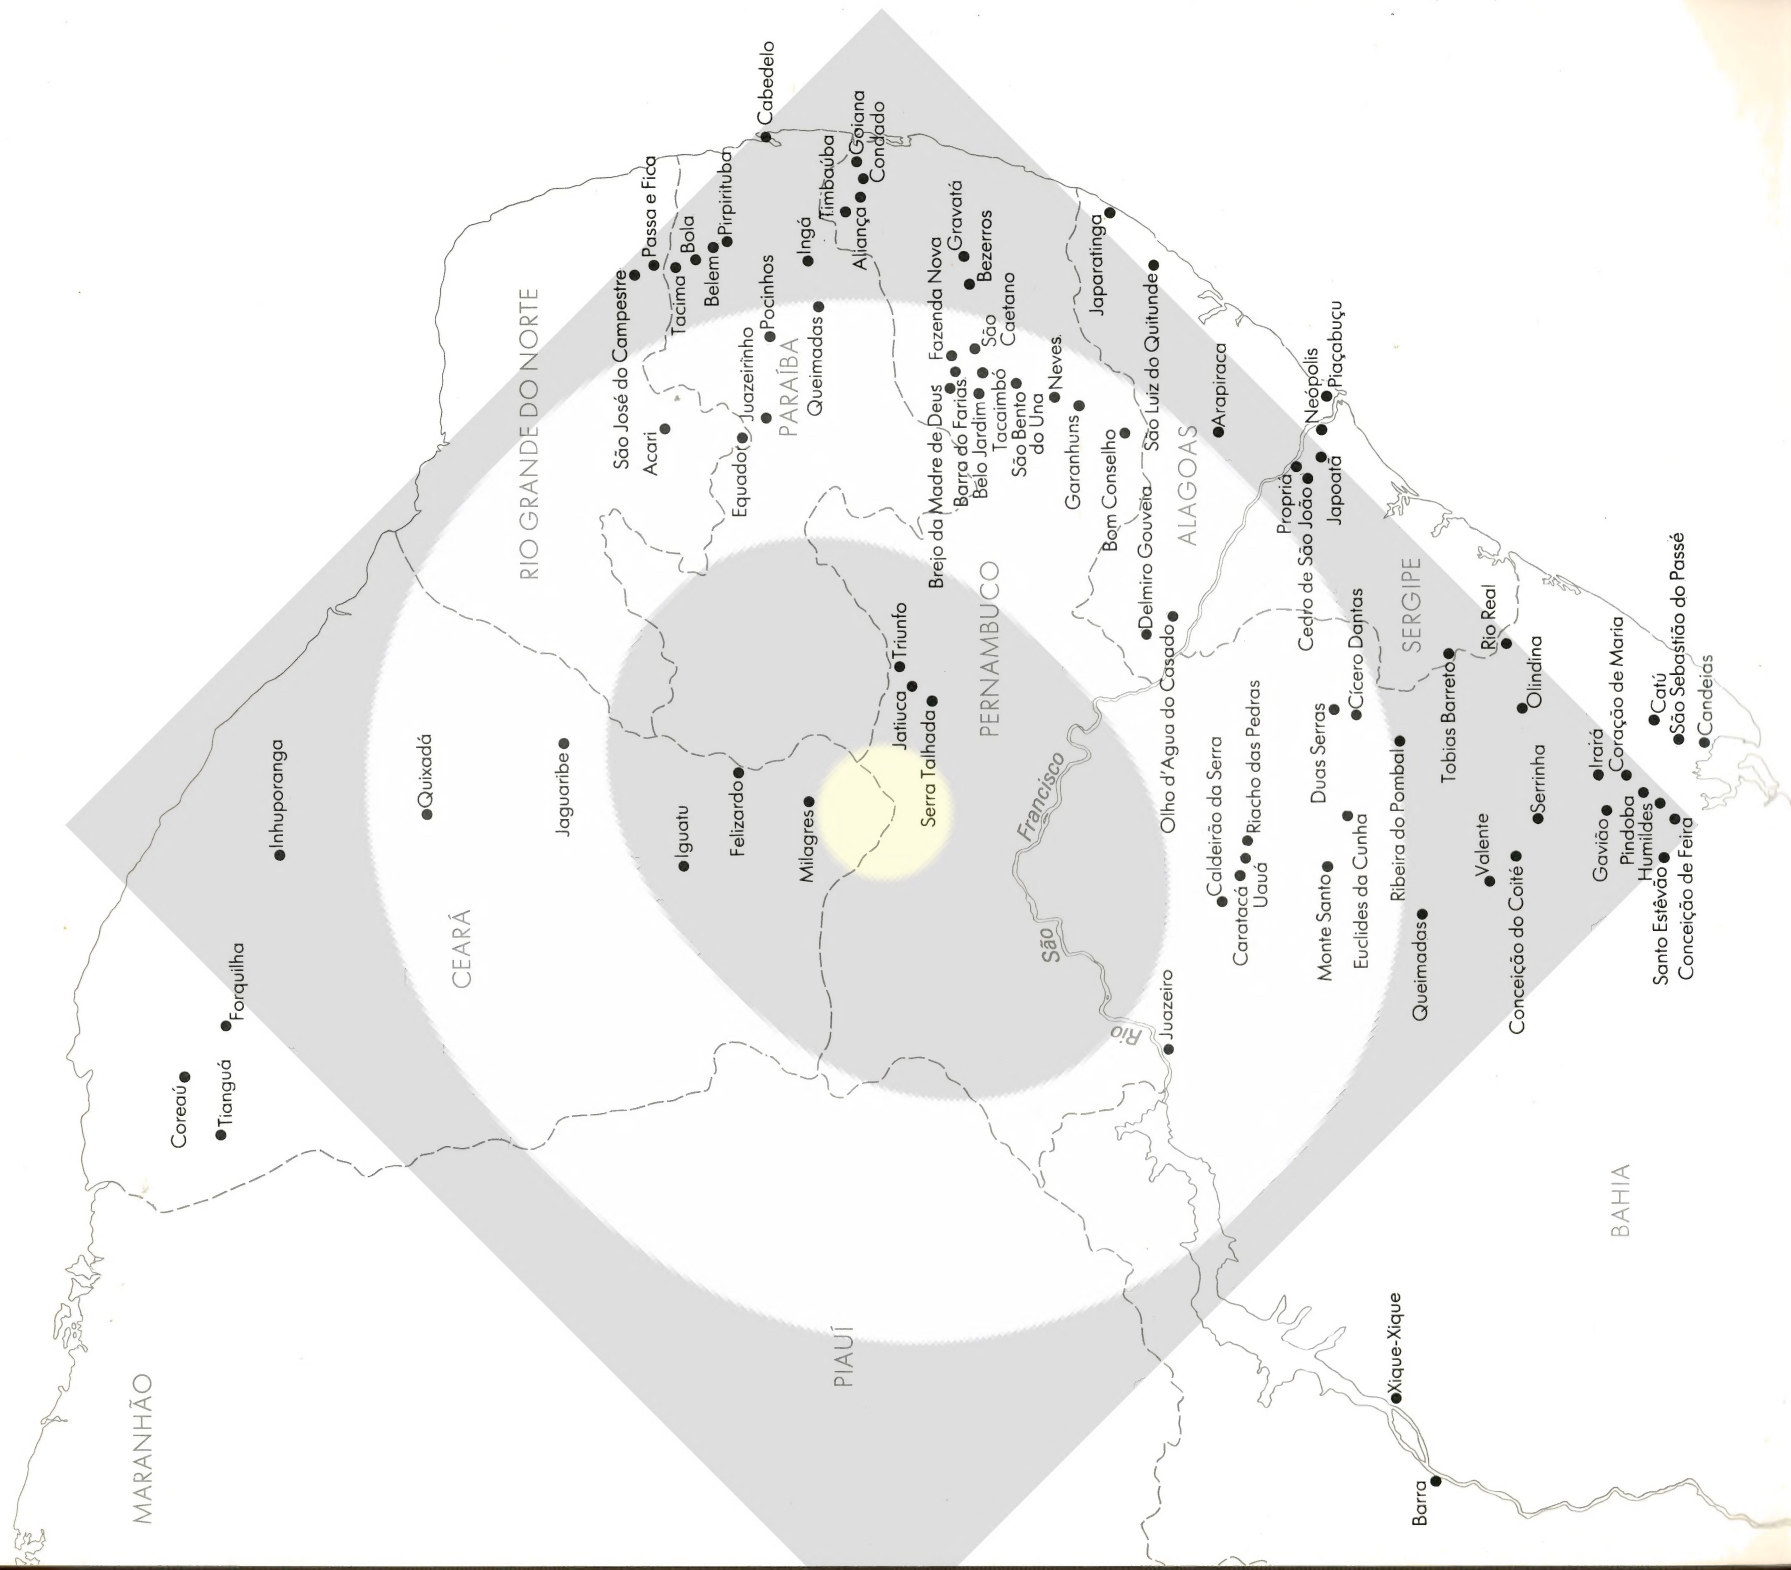 MARANHÃO
PIAUÍ
CEARÁ
RIO GRANDE DO NORTE
PARAÍBA
PERNAMBUCO
ALAGOAS
SERGIPE
BAHIA
Rio
São
Francisco
Coreaú
Tianguá
Forquilha
Inhuporanga
Quixadá
Jaguaribe
Iguatu
Felizardo
Milagres
São José do Campestre
Passa e Fica
Acari
Equador
Tacima
Bola
Belem
Pirpirituba
Juazeirinho
Pocinhos
Queimadas
Ingá
Cabedelo
Timbaúba
Aliança
Goiana
Condado
Fazenda Nova
Gravatá
Bezerros
Brejo da Madre de Deus
Barra do Farias
Belo Jardim
Tacaimbó
São
Caetano
São Bento
do Una
Neves.
Garanhuns
Bom Conselho
Triunfo
Jatiuca
Serra Talhada
Japaratinga
São Luiz do Quitunde
Delmiro Gouveia
Olho d'Agua do Casado
Arapiraca
Piaçabuçu
Neópolis
Propria
Cedro de São João
Japoatã
Juazeiro
Caldeirão da Serra
Caratacá
Uauá
Riacho das Pedras
Duas Serras
Cícero Dantas
Monte Santo
Euclides da Cunha
Ribeira do Pombal
Queimadas
Tobias Barreto
Rio Real
Olindina
Valente
Conceição do Coité
Serrinha
Gavião
Irará
Coração de Maria
Pindoba
Humildes
Santo Estêvão
Conceição de Feira
Catú
São Sebastião do Passé
Candeias
Xique-Xique
Barra